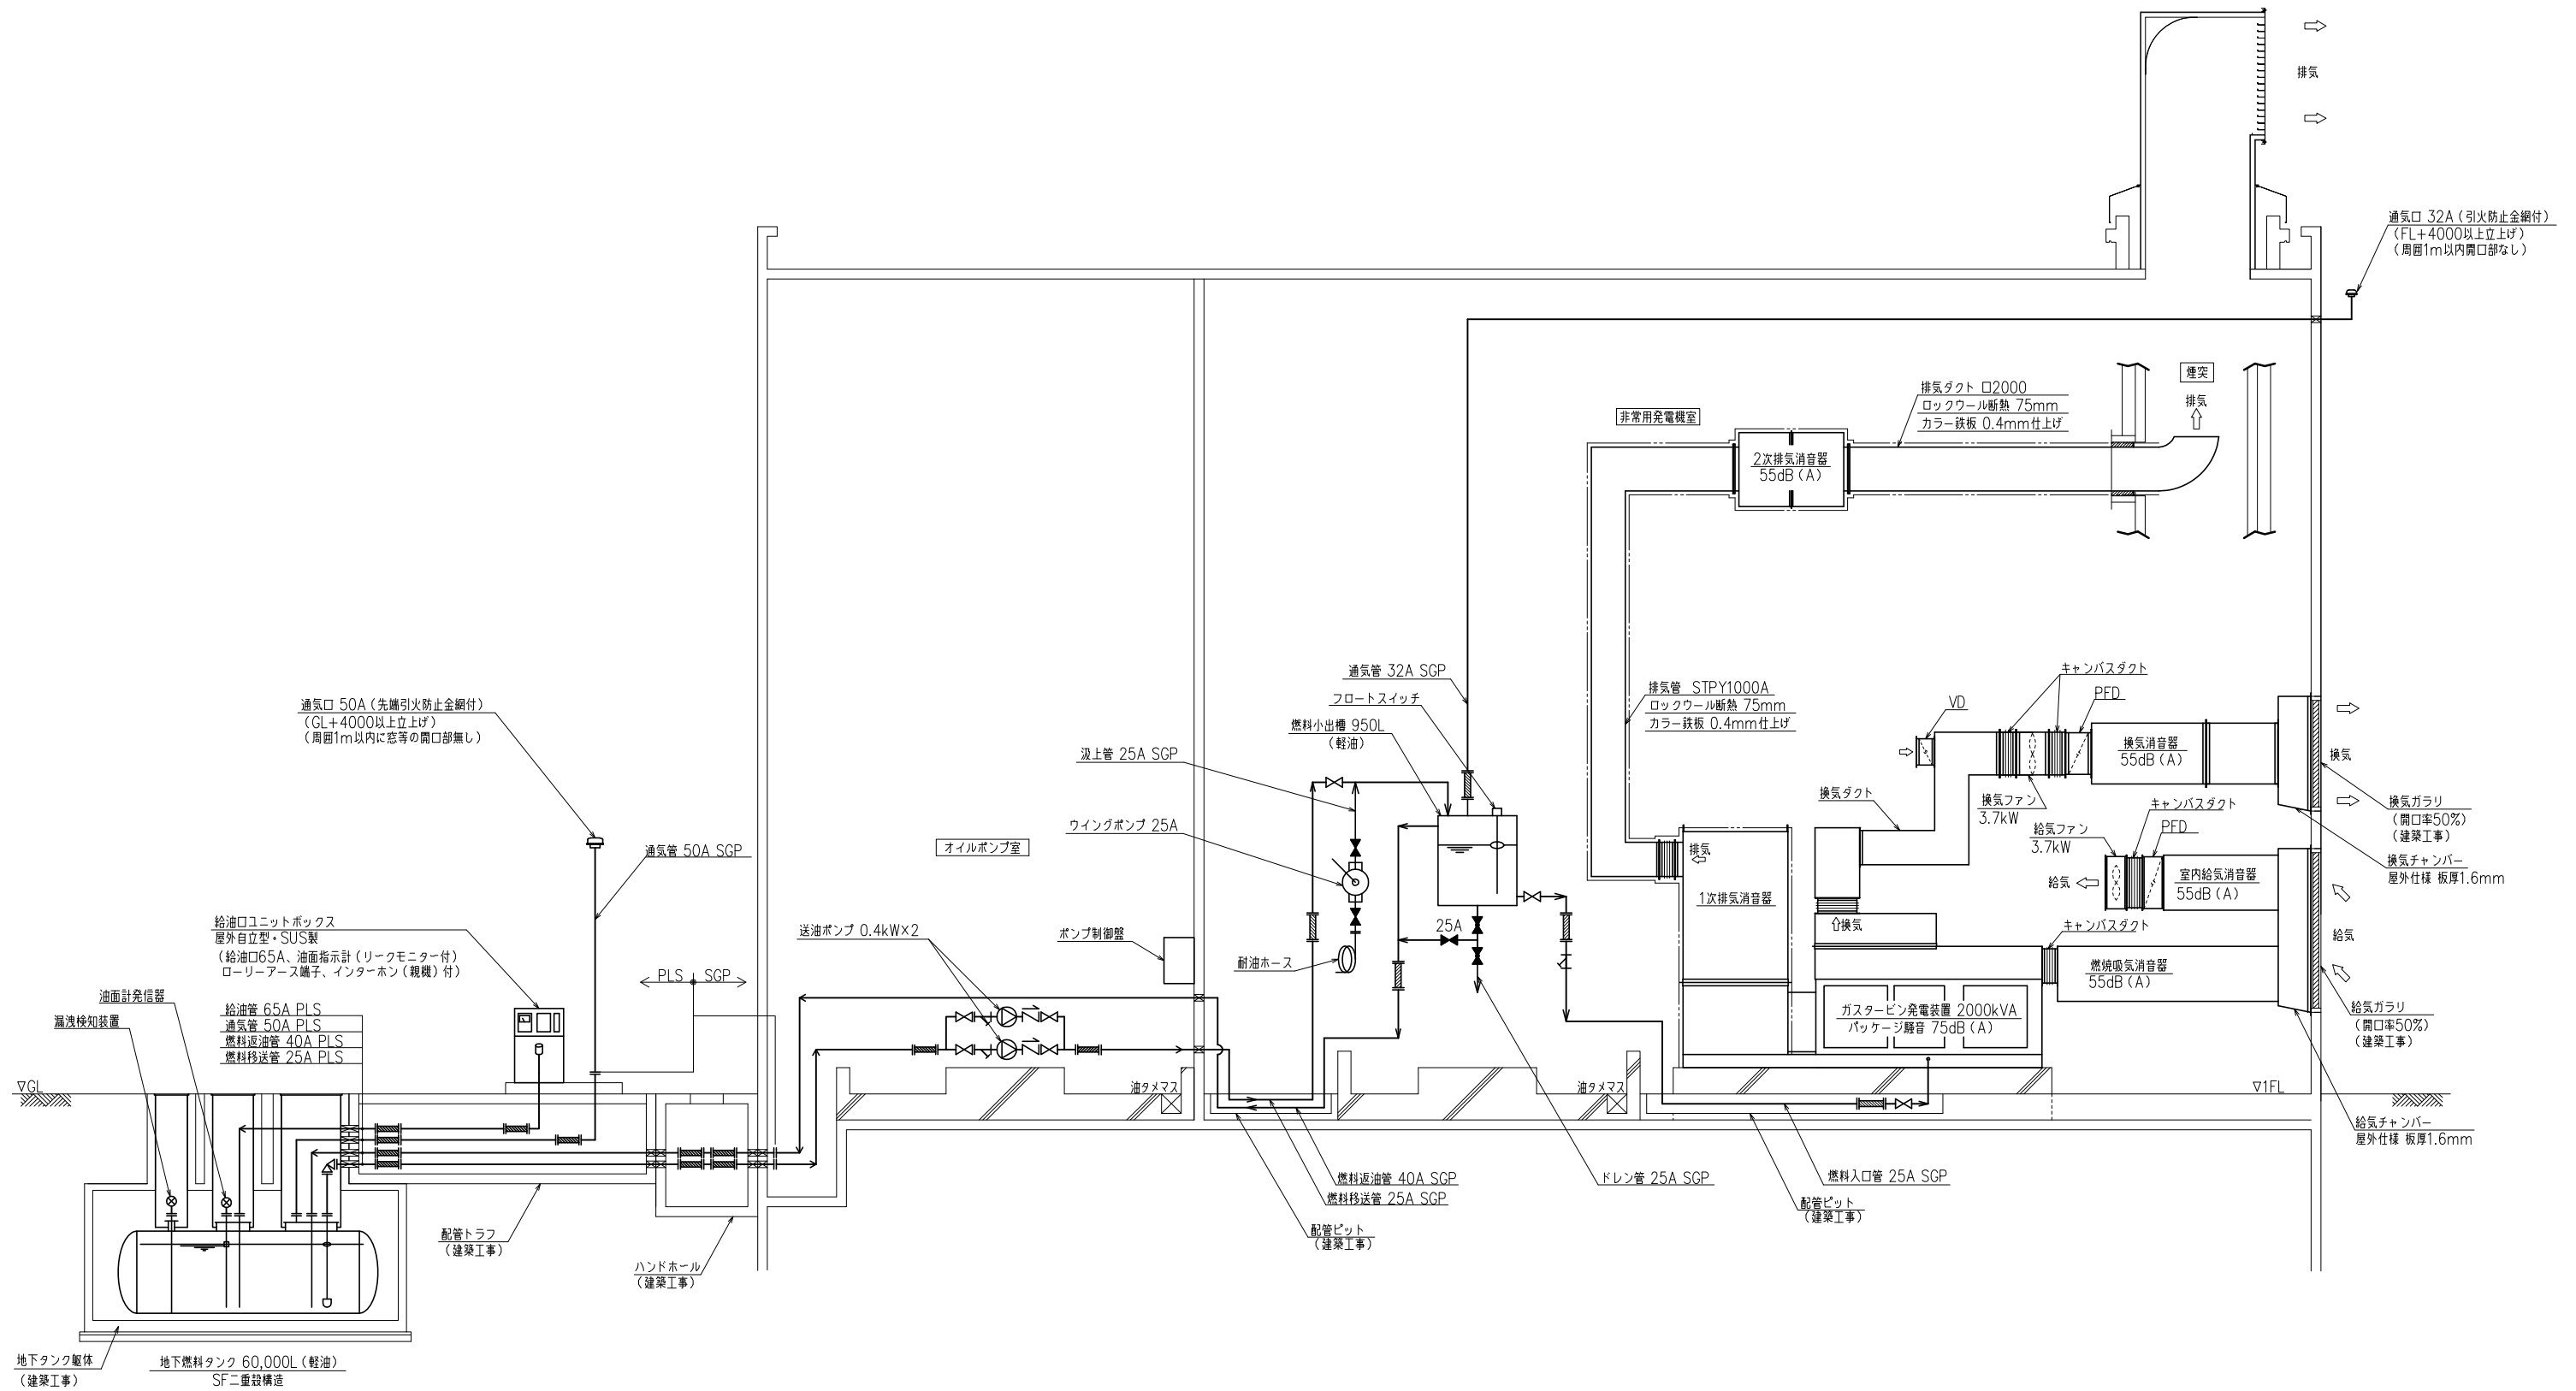 排気
通気口 32A（引火防止金網付）
（FL+4000以上立上げ）
（周囲1m以内開口部なし）
煙突
排気
排気ダクト 口2000
ロックウール断熱 75mm
カラー鉄板 0.4mm仕上げ
非常用発電機室
2次排気消音器
55dB（A）
通気管 32A SGP
フロートスイッチ
燃料小出槽 950L
（軽油）
排気管 STPY1000A
ロックウール断熱 75mm
カラー鉄板 0.4mm仕上げ
キャンバスダクト
PFD
VD
換気消音器
55dB（A）
換気
換気ダクト
換気ファン
3.7kW
キャンバスダクト
給気ファン
3.7kW
PFD
換気ガラリ
（開口率50%）
（建築工事）
換気チャンバー
屋外仕様 板厚1.6mm
通気口 50A（先端引火防止金網付）
（GL+4000以上立上げ）
（周囲1m以内に窓等の開口部無し）
汲上管 25A SGP
ウイングポンプ 25A
オイルポンプ室
通気管 50A SGP
排気
1次排気消音器
給気
室内給気消音器
55dB（A）
換気
キャンバスダクト
給気
燃焼吸気消音器
55dB（A）
給油口ユニットボックス
屋外自立型・SUS製
（給油口65A、油面指示計（リークモニター付）
ローリーアース端子、インターホン（親機）付）
送油ポンプ 0.4kW×2
ポンプ制御盤
耐油ホース
25A
PLS
SGP
油面計発信器
漏洩検知装置
給油管 65A PLS
通気管 50A PLS
燃料返油管 40A PLS
燃料移送管 25A PLS
ガスタービン発電装置 2000kVA
パッケージ騒音 75dB（A）
給気ガラリ
（開口率50%）
（建築工事）
▽GL
油タメマス
油タメマス
▽1FL
給気チャンバー
屋外仕様 板厚1.6mm
燃料返油管 40A SGP
燃料移送管 25A SGP
ドレン管 25A SGP
燃料入口管 25A SGP
配管ピット
（建築工事）
配管ピット
（建築工事）
配管トラフ
（建築工事）
ハンドホール
（建築工事）
地下タンク躯体
（建築工事）
地下燃料タンク 60,000L（軽油）
SF二重殻構造